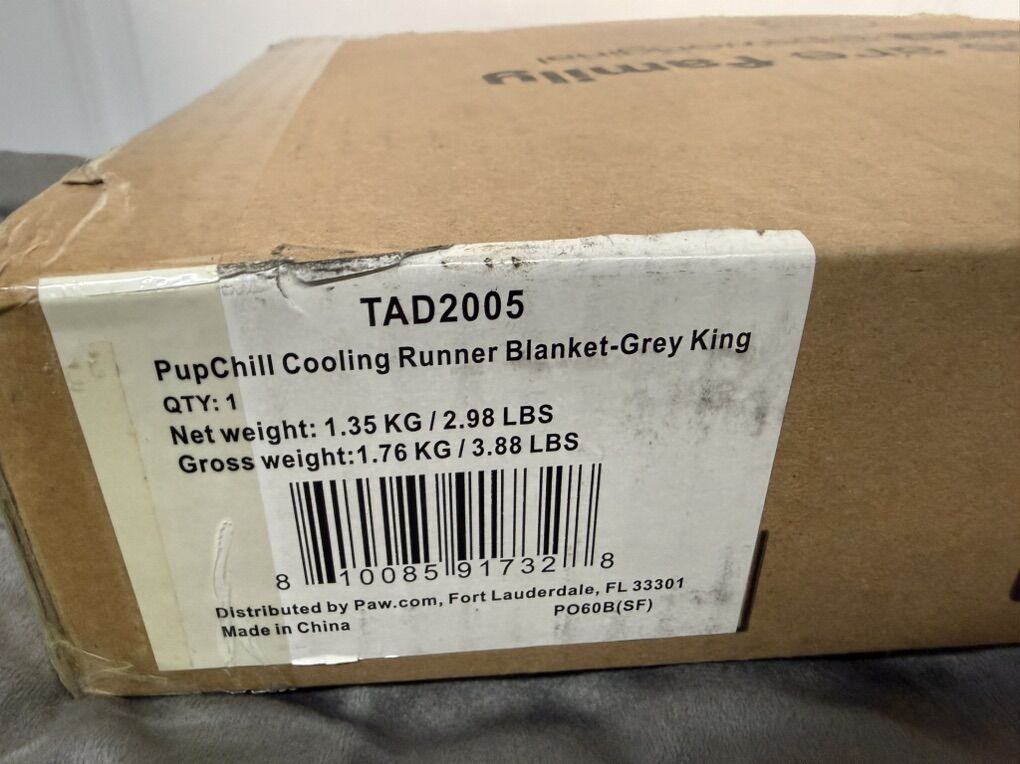 are family
TAD2005
PupChill Cooling Runner Blanket-Grey King
QTY: 1
Net weight: 1.35 KG / 2.98 LBS
Gross weight:1.76 KG / 3.88 LBS
8 10085 91732 8
Distributed by Paw.com, Fort Lauderdale, FL 33301
PO60B(SF)
Made in China